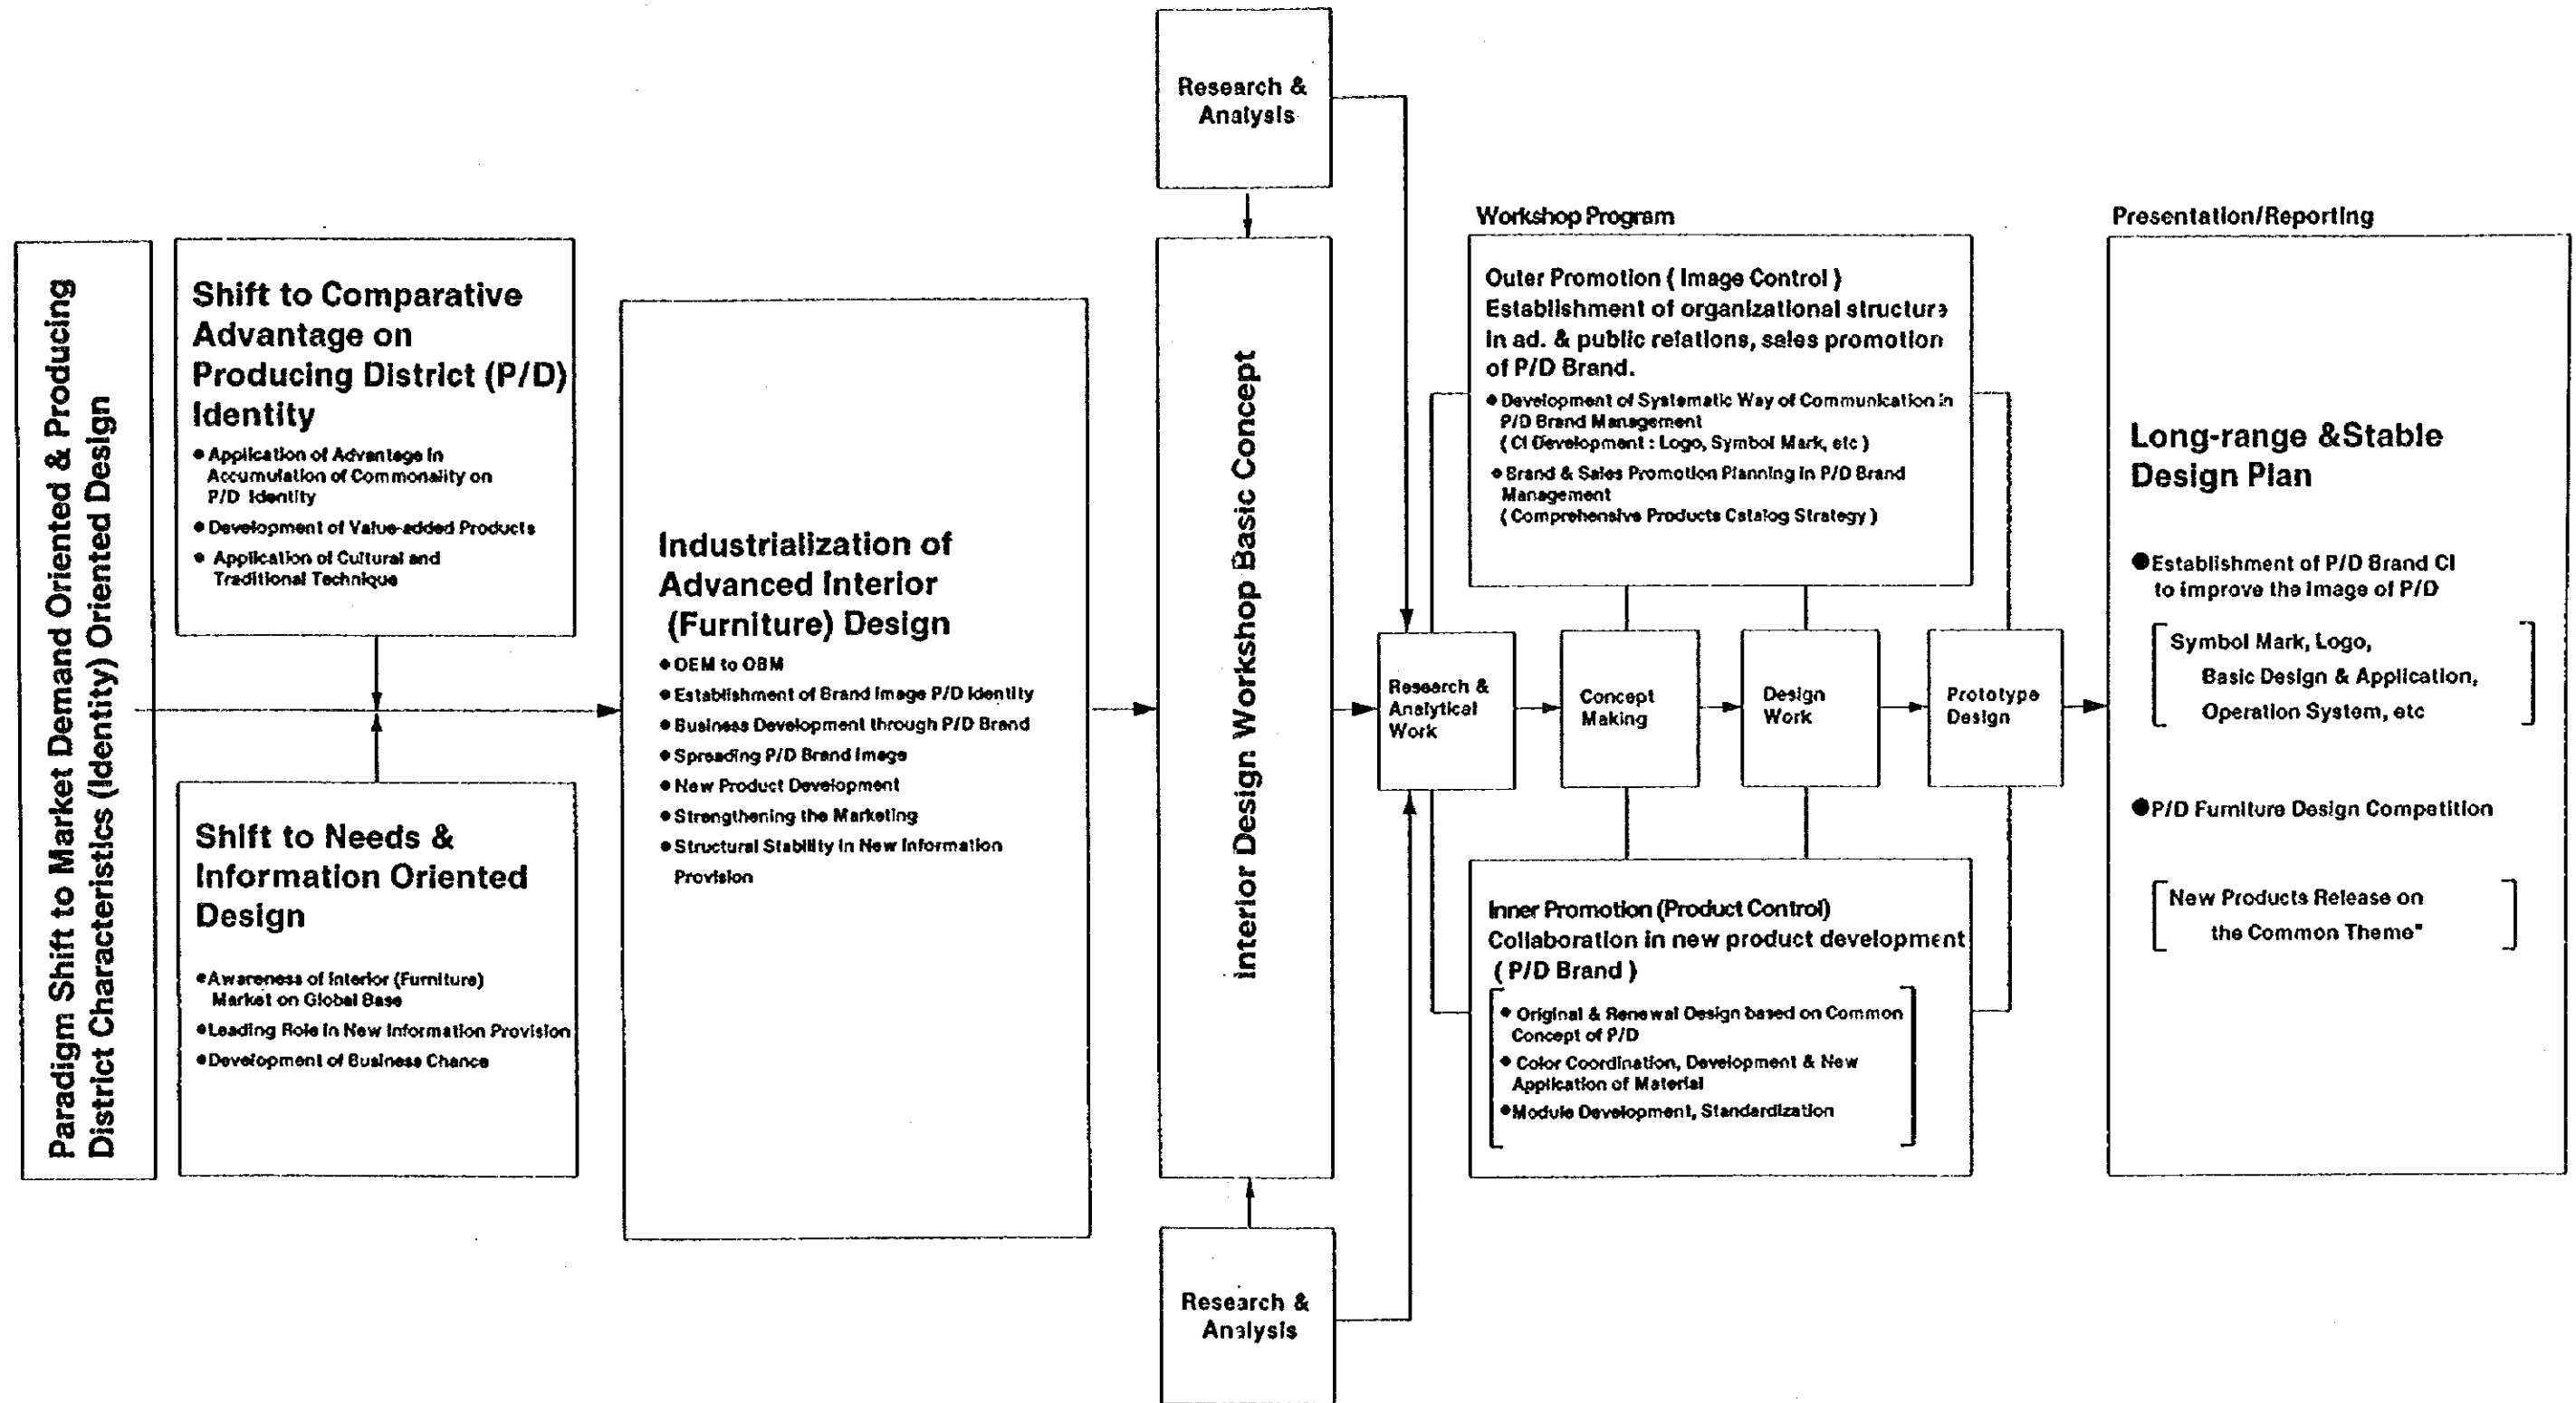 Paradigm Shift to Market Demand Oriented & Producing
District Characteristics (Identity) Oriented Design
Shift to Comparative
Advantage on
Producing District (P/D)
Identity
● Application of Advantage in
Accumulation of Commonality on
P/D Identity
● Development of Value-added Products
● Application of Cultural and
Traditional Technique
Shift to Needs &
Information Oriented
Design
● Awareness of Interior (Furniture)
Market on Global Base
● Leading Role in New Information Provision
● Development of Business Chance
Industrialization of
Advanced Interior
(Furniture) Design
● OEM to OBM
● Establishment of Brand Image P/D Identity
● Business Development through P/D Brand
● Spreading P/D Brand Image
● New Product Development
● Strengthening the Marketing
● Structural Stability in New Information
Provision
Research &
Analysis
Interior Design Workshop Basic Concept
Research &
Analysis
Workshop Program
Outer Promotion ( Image Control )
Establishment of organizational structure
in ad. & public relations, sales promotion
of P/D Brand.
● Development of Systematic Way of Communication in
P/D Brand Management
( CI Development : Logo, Symbol Mark, etc )
● Brand & Sales Promotion Planning in P/D Brand
Management
( Comprehensive Products Catalog Strategy )
Research &
Analytical
Work
Concept
Making
Design
Work
Prototype
Design
Inner Promotion (Product Control)
Collaboration in new product development
( P/D Brand )
● Original & Renewal Design based on Common
Concept of P/D
● Color Coordination, Development & New
Application of Material
● Module Development, Standardization
Presentation/Reporting
Long-range &Stable
Design Plan
● Establishment of P/D Brand CI
to improve the image of P/D
Symbol Mark, Logo,
Basic Design & Application,
Operation System, etc
● P/D Furniture Design Competition
New Products Release on
the Common Theme"